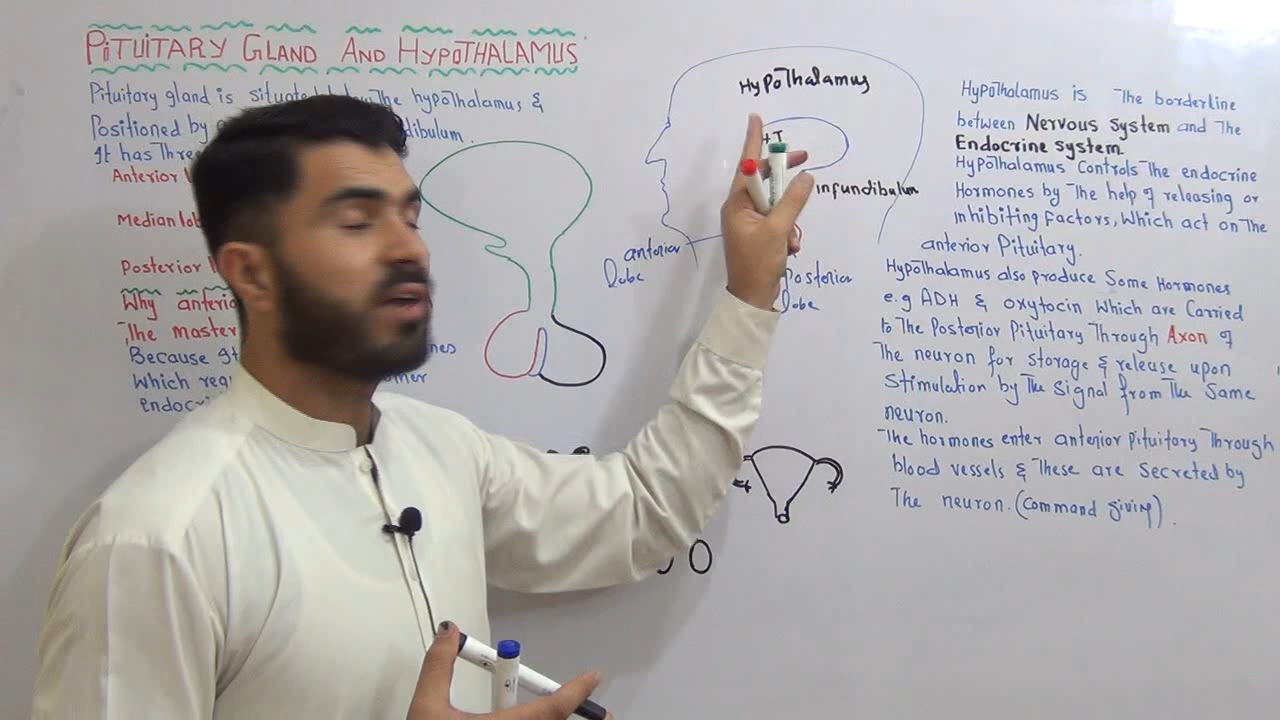 PITUITARY GLAND AND HYPOTHALAMUS
Pituitary gland is situated The hypothalamus &
Positioned by
It has Three
Anterior
Median
Posterior
Why
The master
Because It
Which
endocri
Hypothalamus
infundibulum
anterior
lobe
Posterior
lobe
Hypothalamus is The borderline
between Nervous System and The
Endocrine System
Hypothalamus Controls The endocrine
Hormones by The help of releasing or
inhibiting factors, Which act on The
anterior Pituitary.
Hypothalamus also produce Some Hormones
e.g ADH & oxytocin Which are Carried
to The Posterior Pituitary Through Axon of
The neuron for storage & release upon
Stimulation by The Signal from The Same
neuron.
The hormones enter anterior pituitary Through
blood vessels & These are Secreted by
The neuron. (Command giving).